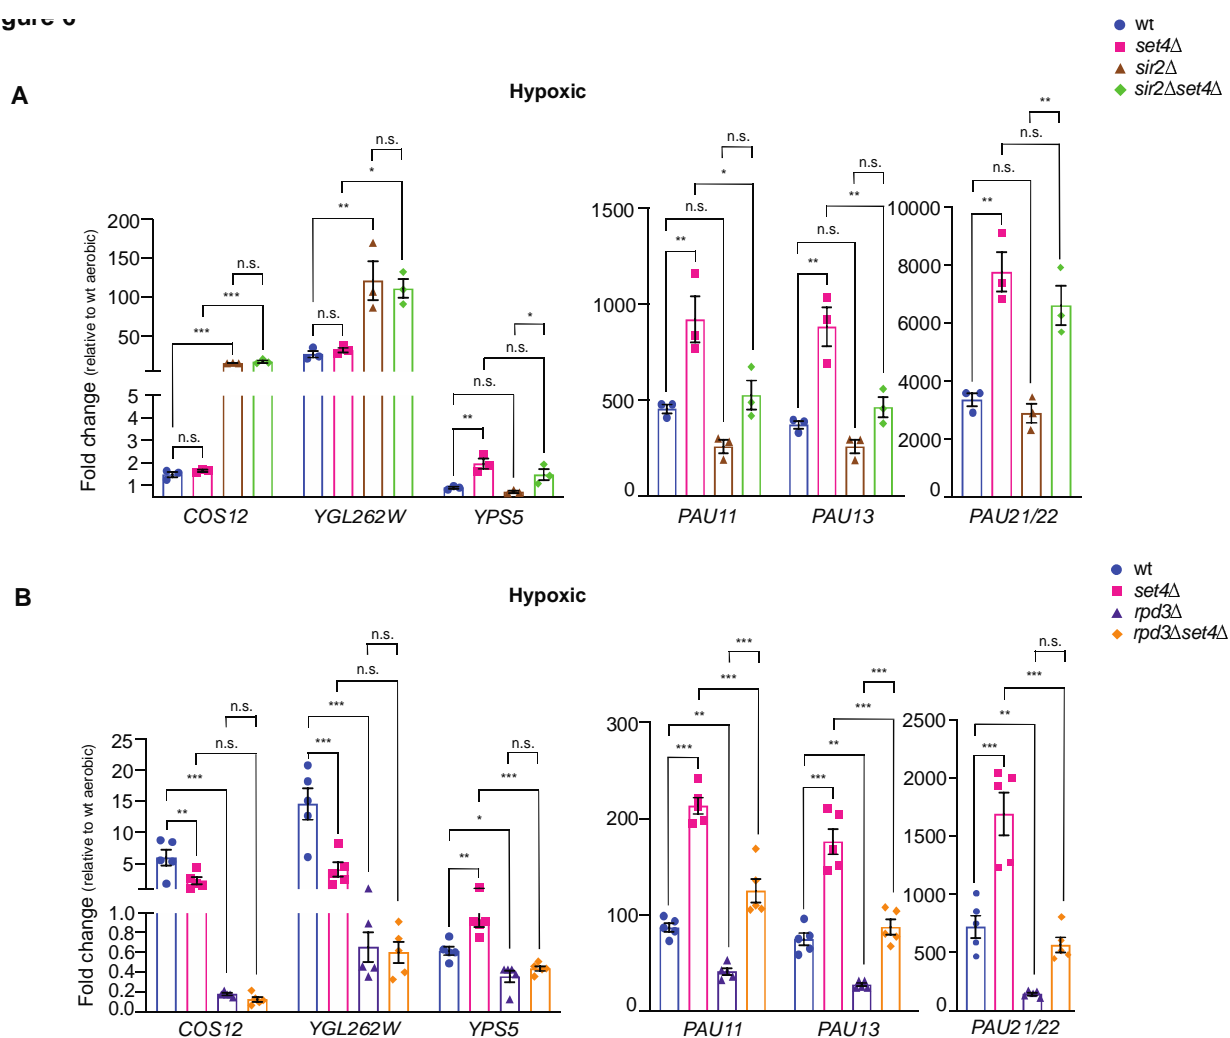 wt
set4Δ
sir2Δ
sir2Δset4Δ
A
Hypoxic
Fold change (relative to wt aerobic)
200
150
100
50
5
4
3
2
1
n.s.
***
***
n.s.
n.s.
**
*
n.s.
**
n.s.
n.s.
*
COS12
YGL262W
YPS5
1500
1000
500
0
**
n.s.
*
n.s.
**
n.s.
**
n.s.
PAU11
PAU13
10000
8000
6000
4000
2000
0
**
n.s.
n.s.
**
PAU21/22
wt
set4Δ
rpd3Δ
rpd3Δset4Δ
B
Hypoxic
Fold change (relative to wt aerobic)
25
20
15
10
5
1.0
0.8
0.6
0.4
0.2
0.0
**
***
n.s.
n.s.
***
***
n.s.
n.s.
**
*
***
n.s.
COS12
YGL262W
YPS5
300
200
100
0
***
**
***
***
***
**
***
***
PAU11
PAU13
2500
2000
1500
1000
500
0
***
**
***
n.s.
PAU21/22